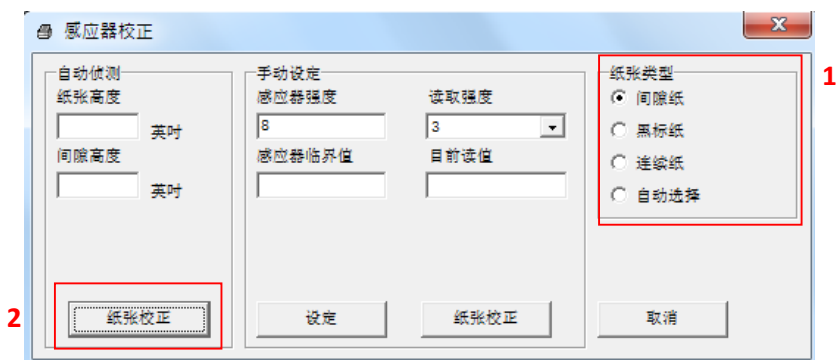 感应器校正
自动侦测
纸张高度
英吋
间隙高度
英吋
纸张校正
2
手动设定
感应器强度
8
读取强度
3
感应器临界值
目前读值
设定
纸张校正
纸张类型
间隙纸
黑标纸
连续纸
自动选择
1
取消